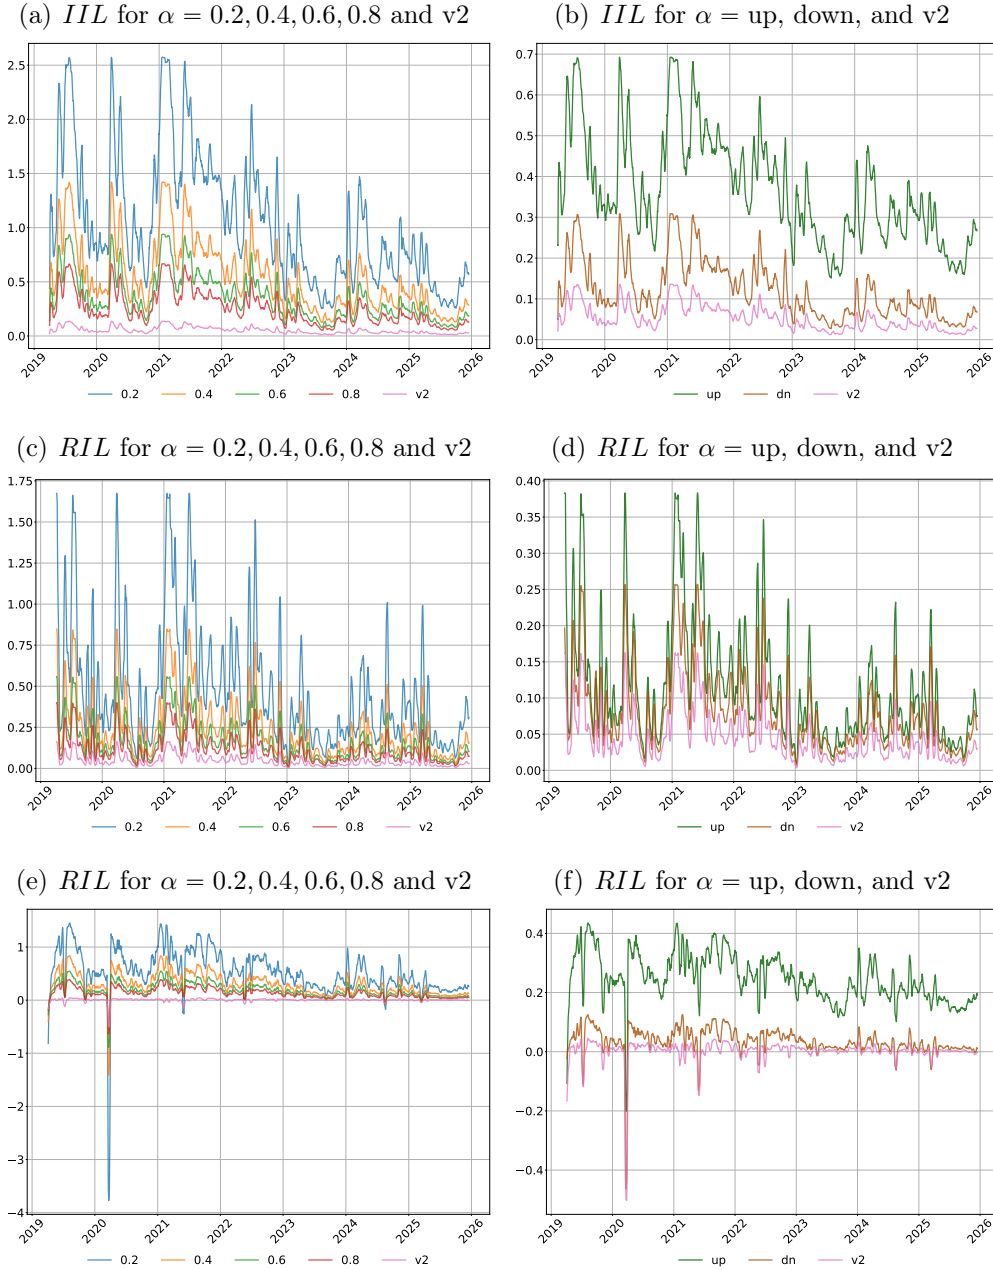 (a) IIL for α = 0.2, 0.4, 0.6, 0.8 and v2
2.5
2.0
1.5
1.0
0.5
0.0
2019 2020 2021 2022 2023 2024 2025 2026
0.2 0.4 0.6 0.8 v2
(b) IIL for α = up, down, and v2
0.7
0.6
0.5
0.4
0.3
0.2
0.1
0.0
2019 2020 2021 2022 2023 2024 2025 2026
up dn v2
(c) RIL for α = 0.2, 0.4, 0.6, 0.8 and v2
1.75
1.50
1.25
1.00
0.75
0.50
0.25
0.00
2019 2020 2021 2022 2023 2024 2025 2026
0.2 0.4 0.6 0.8 v2
(d) RIL for α = up, down, and v2
0.40
0.35
0.30
0.25
0.20
0.15
0.10
0.05
0.00
2019 2020 2021 2022 2023 2024 2025 2026
up dn v2
(e) RIL for α = 0.2, 0.4, 0.6, 0.8 and v2
1
0
−1
−2
−3
−4
2019 2020 2021 2022 2023 2024 2025 2026
0.2 0.4 0.6 0.8 v2
(f) RIL for α = up, down, and v2
0.4
0.2
0.0
−0.2
−0.4
2019 2020 2021 2022 2023 2024 2025 2026
up dn v2